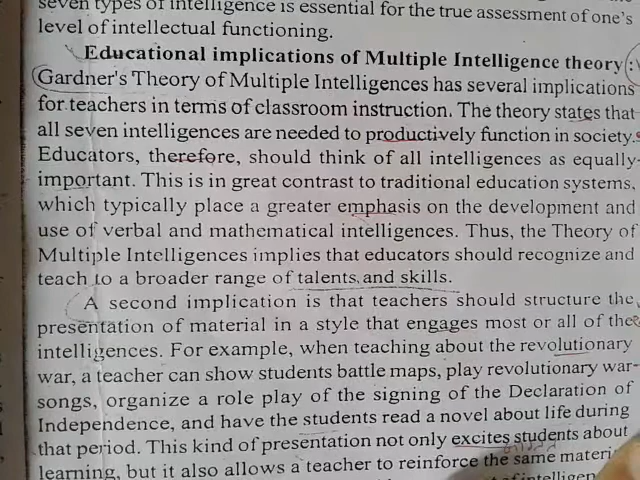 seven types of intelligence is essential for the true assessment of one's
level of intellectual functioning.
Educational implications of Multiple Intelligence theory :
Gardner's Theory of Multiple Intelligences has several implications
for teachers in terms of classroom instruction. The theory states that
all seven intelligences are needed to productively function in society.
Educators, therefore, should think of all intelligences as equally
important. This is in great contrast to traditional education systems,
which typically place a greater emphasis on the development and
use of verbal and mathematical intelligences. Thus, the Theory of
Multiple Intelligences implies that educators should recognize and
teach to a broader range of talents and skills.
A second implication is that teachers should structure the
presentation of material in a style that engages most or all of the
intelligences. For example, when teaching about the revolutionary
war, a teacher can show students battle maps, play revolutionary war
songs, organize a role play of the signing of the Declaration of
Independence, and have the students read a novel about life during
that period. This kind of presentation not only excites students about
learning, but it also allows a teacher to reinforce the same